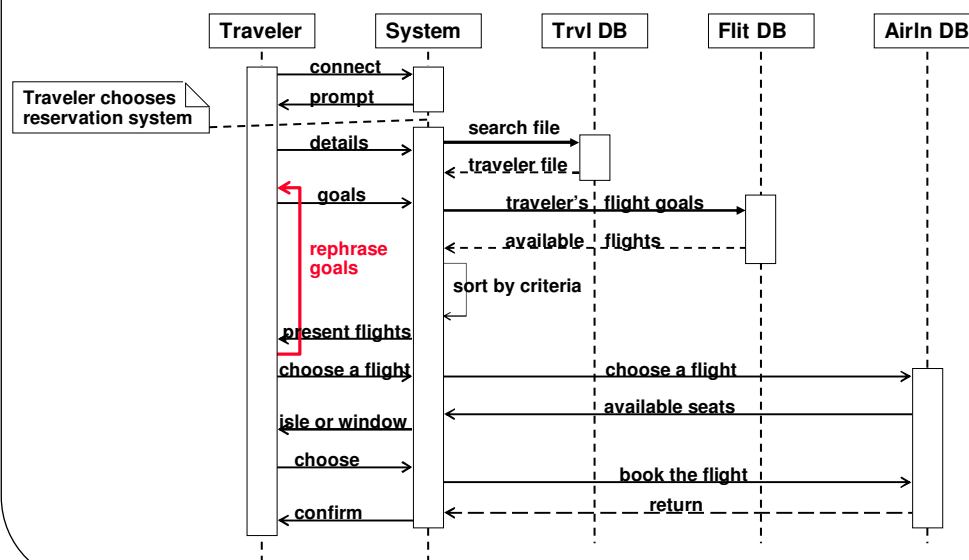 Traveler
System
Trvl DB
Flit DB
AirIn DB
connect
prompt
Traveler chooses
reservation system
details
search file
traveler file
goals
traveler's flight goals
rephrase
goals
available flights
sort by criteria
present flights
choose a flight
choose a flight
available seats
isle or window
choose
book the flight
return
confirm